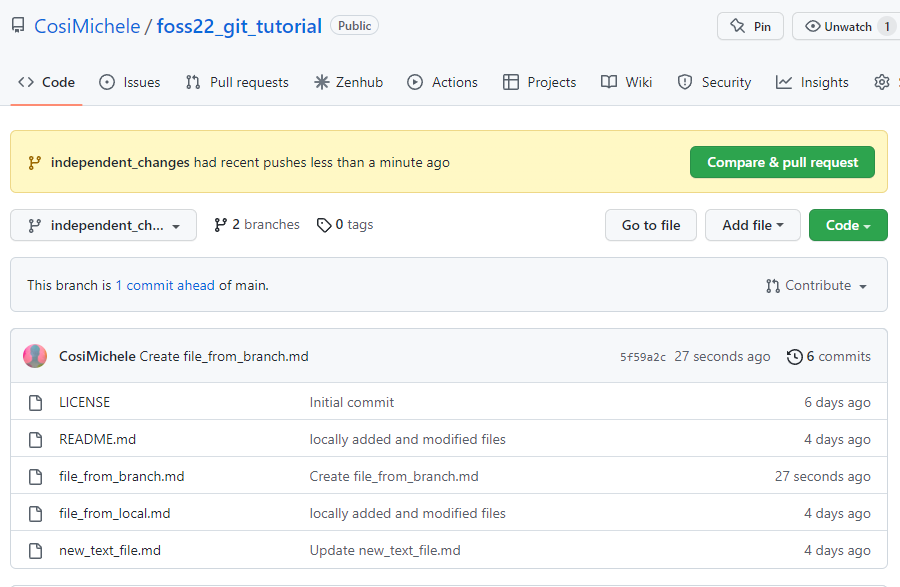 CosiMichele / foss22_git_tutorial Public Pin Unwatch 1
Code Issues Pull requests Zenhub Actions Projects Wiki Security Insights
independent_changes had recent pushes less than a minute ago Compare & pull request
independent_ch... 2 branches 0 tags Go to file Add file Code
This branch is 1 commit ahead of main. Contribute
CosiMichele Create file_from_branch.md 5f59a2c 27 seconds ago 6 commits
LICENSE Initial commit 6 days ago
README.md locally added and modified files 4 days ago
file_from_branch.md Create file_from_branch.md 27 seconds ago
file_from_local.md locally added and modified files 4 days ago
new_text_file.md Update new_text_file.md 4 days ago